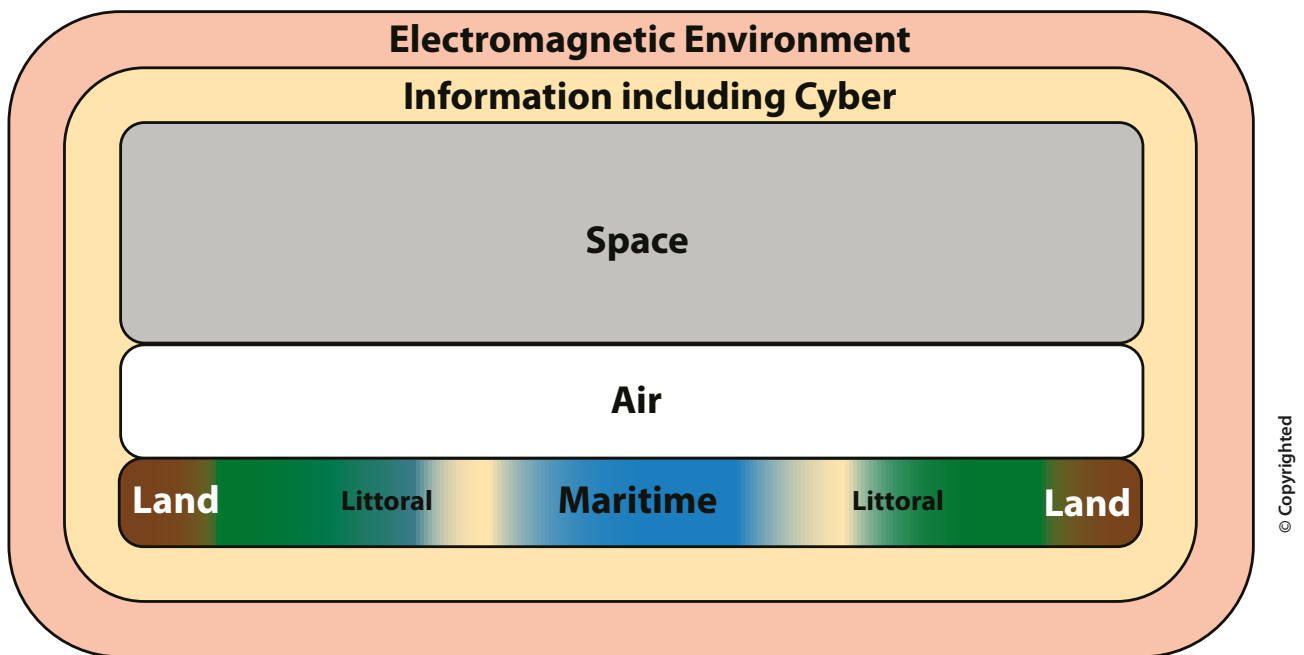 Electromagnetic Environment
Information including Cyber
Space
Air
Land
Littoral
Maritime
Littoral
Land
© Copyrighted